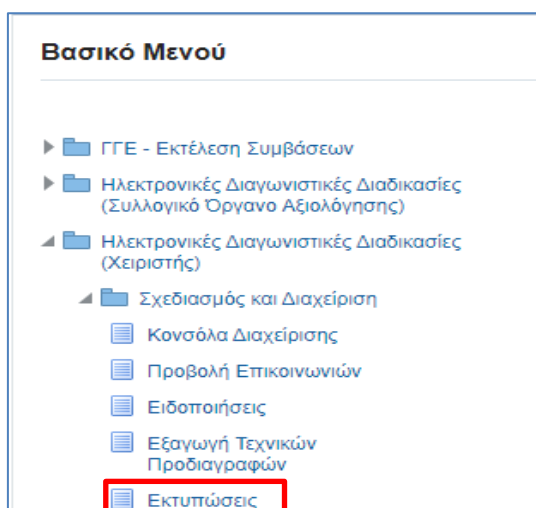 Βασικό Μενού
ΓΓΕ - Εκτέλεση Συμβάσεων
Ηλεκτρονικές Διαγωνιστικές Διαδικασίες
(Συλλογικό Όργανο Αξιολόγησης)
Ηλεκτρονικές Διαγωνιστικές Διαδικασίες
(Χειριστής)
Σχεδιασμός και Διαχείριση
Κονσόλα Διαχείρισης
Προβολή Επικοινωνιών
Ειδοποιήσεις
Εξαγωγή Τεχνικών
Προδιαγραφών
Εκτυπώσεις